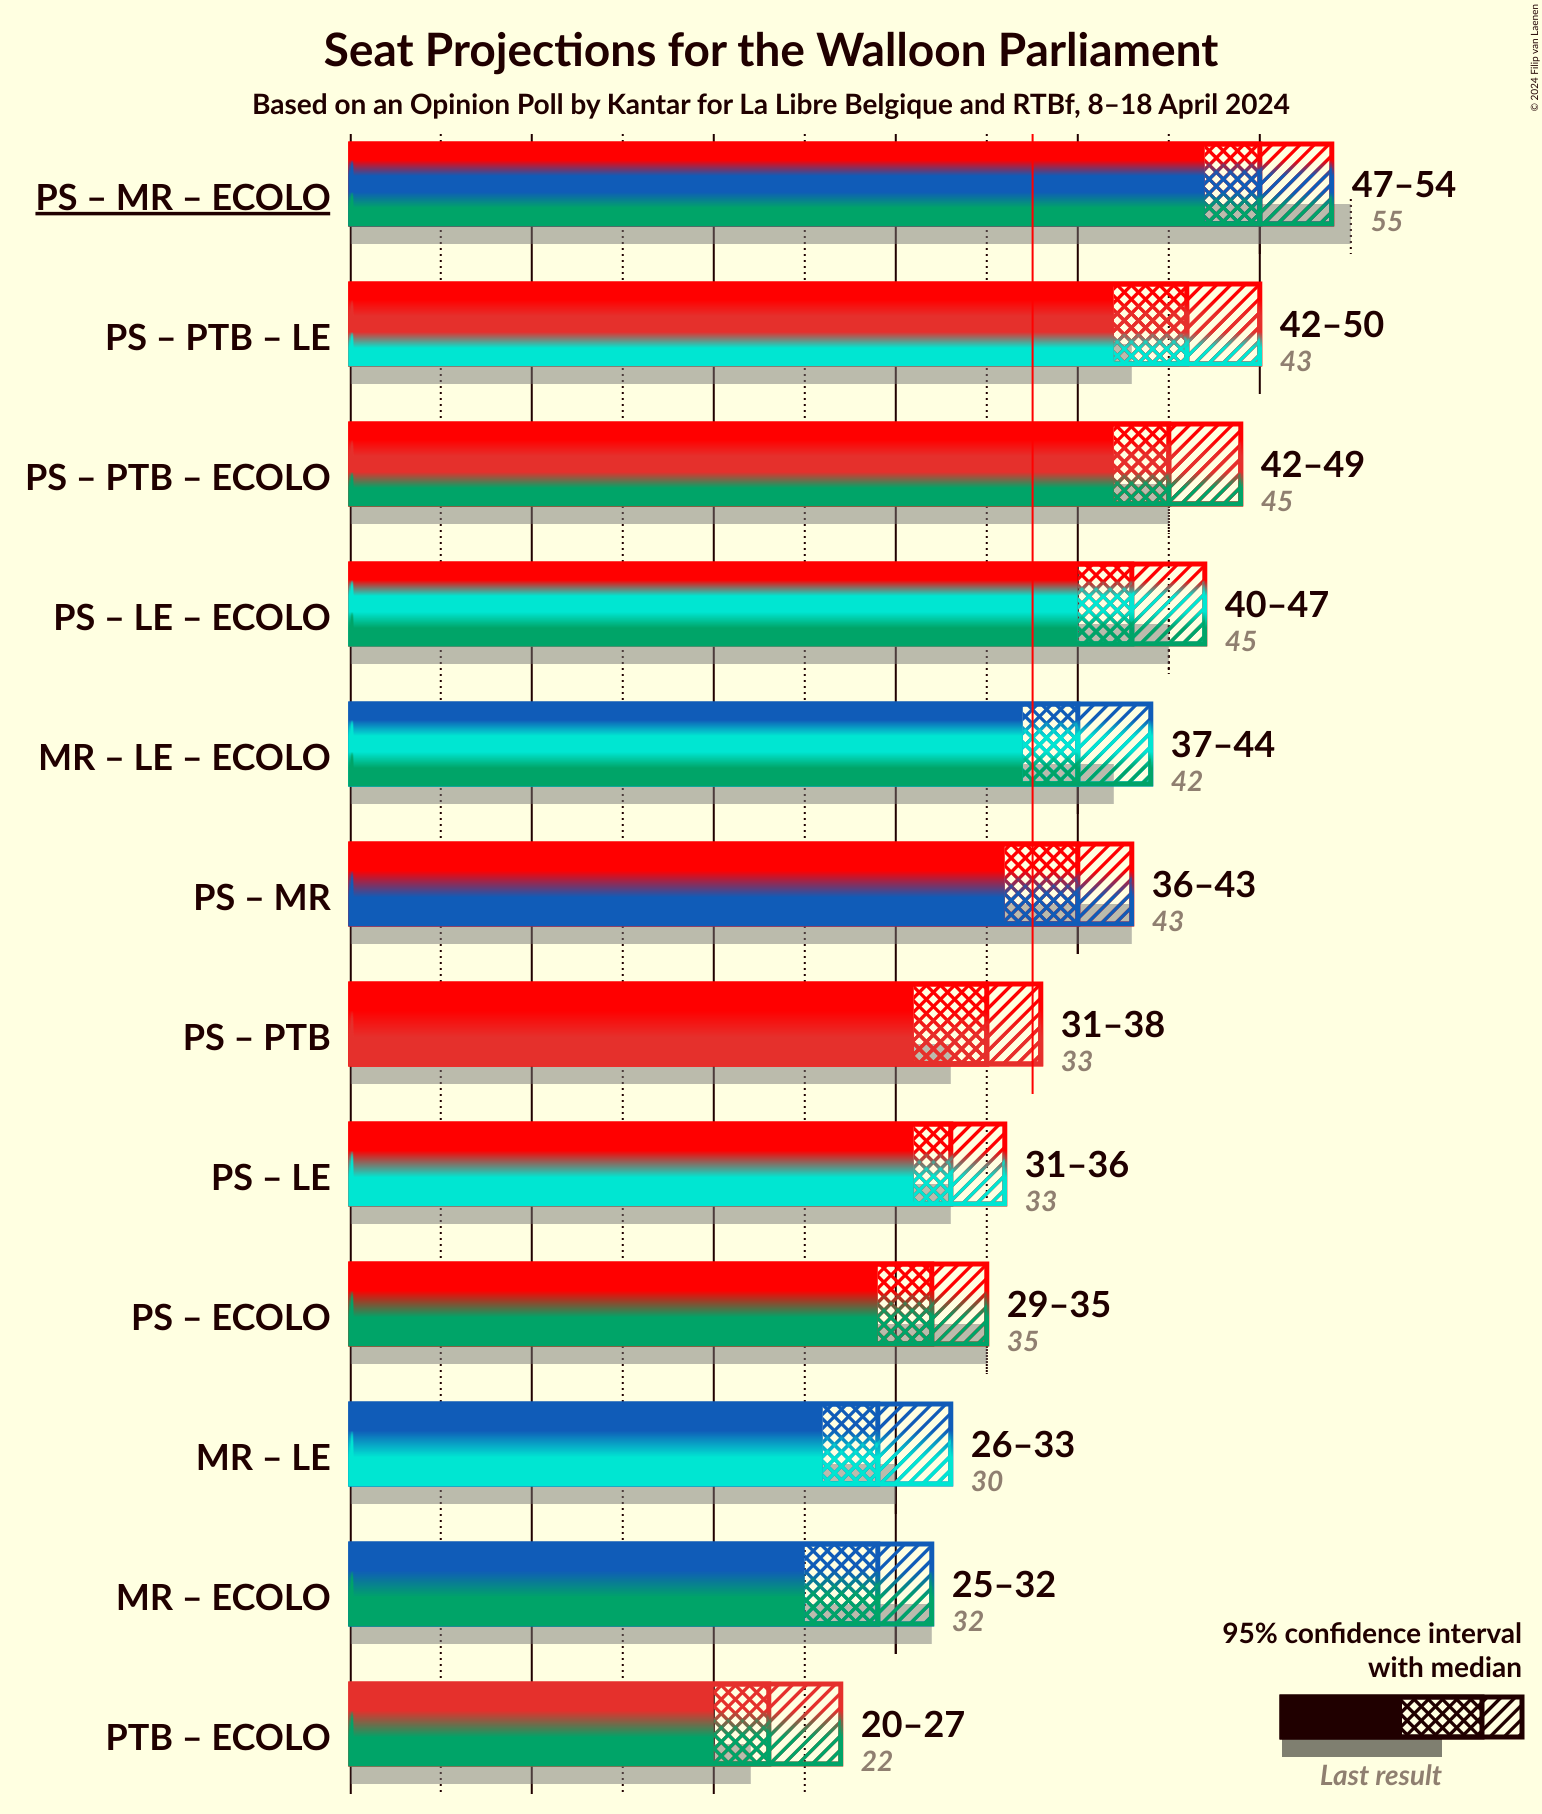 Seat Projections for the Walloon Parliament
Based on an Opinion Poll by Kantar for La Libre Belgique and RTBf, 8–18 April 2024
© 2024 Filip van Laenen
PS – MR – ECOLO
47–54
55
PS – PTB – LE
42–50
43
PS – PTB – ECOLO
42–49
45
PS – LE – ECOLO
40–47
45
MR – LE – ECOLO
37–44
42
PS – MR
36–43
43
PS – PTB
31–38
33
PS – LE
31–36
33
PS – ECOLO
29–35
35
MR – LE
26–33
30
MR – ECOLO
25–32
32
PTB – ECOLO
20–27
22
95% confidence interval
with median
Last result